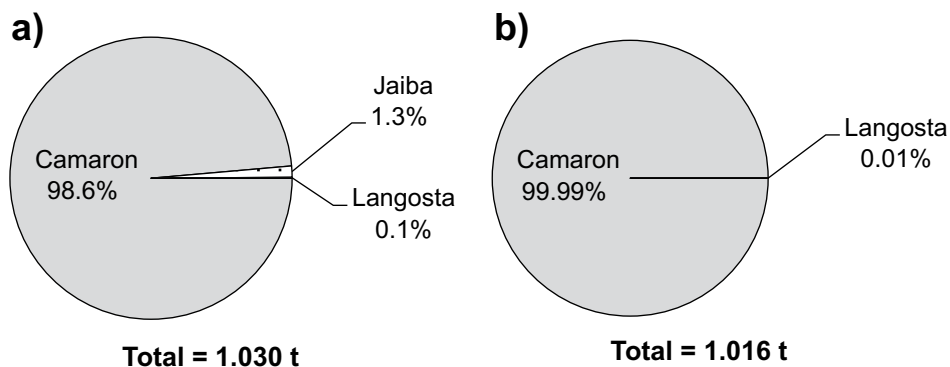 a)
Jaiba
1.3%
Camaron
98.6%
Langosta
0.1%
Total = 1.030 t
b)
Langosta
0.01%
Camaron
99.99%
Total = 1.016 t